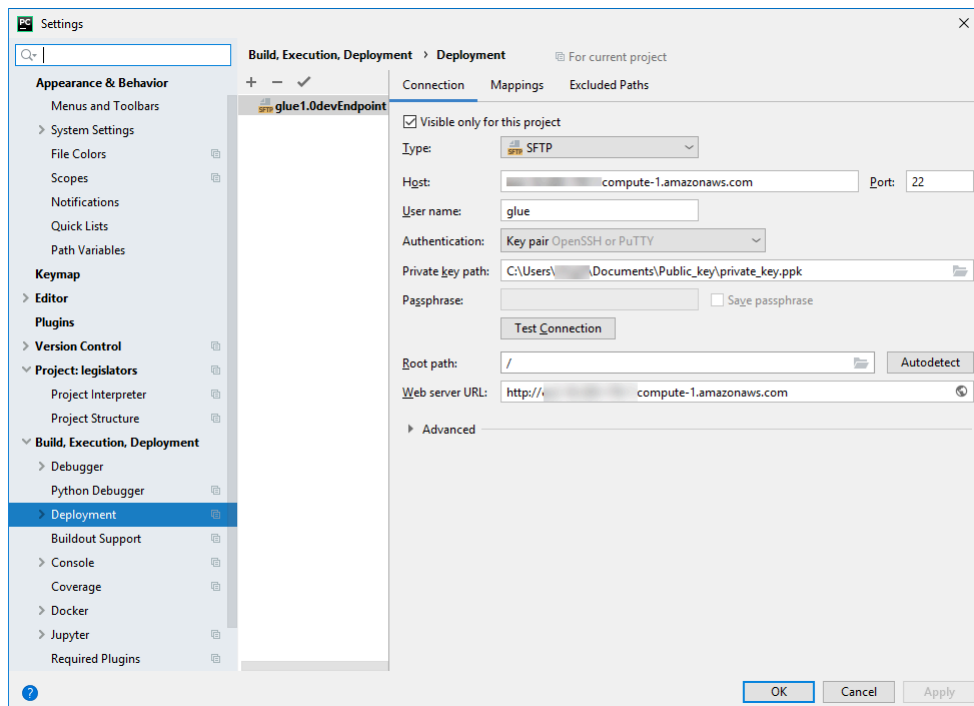 PC Settings
Build, Execution, Deployment › Deployment For current project
Appearance & Behavior
Menus and Toolbars
System Settings
File Colors
Scopes
Notifications
Quick Lists
Path Variables
Keymap
Editor
Plugins
Version Control
Project: legislators
Project Interpreter
Project Structure
Build, Execution, Deployment
Debugger
Python Debugger
Deployment
Buildout Support
Console
Coverage
Docker
Jupyter
Required Plugins
SFTP glue1.0devEndpoint
Connection Mappings Excluded Paths
Visible only for this project
Type: SFTP SFTP
Host: compute-1.amazonaws.com Port: 22
User name: glue
Authentication: Key pair OpenSSH or PuTTY
Private key path: C:\Users\ \Documents\Public_key\private_key.ppk
Passphrase: Save passphrase
Test Connection
Root path: / Autodetect
Web server URL: http:// compute-1.amazonaws.com
Advanced
? OK Cancel Apply